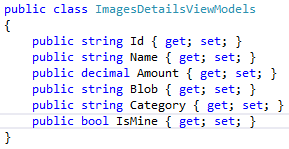 public class ImagesDetailsViewModels
{
    public string Id { get; set; }
    public string Name { get; set; }
    public decimal Amount { get; set; }
    public string Blob { get; set; }
    public string Category { get; set; }
    public bool IsMine { get; set; }
}